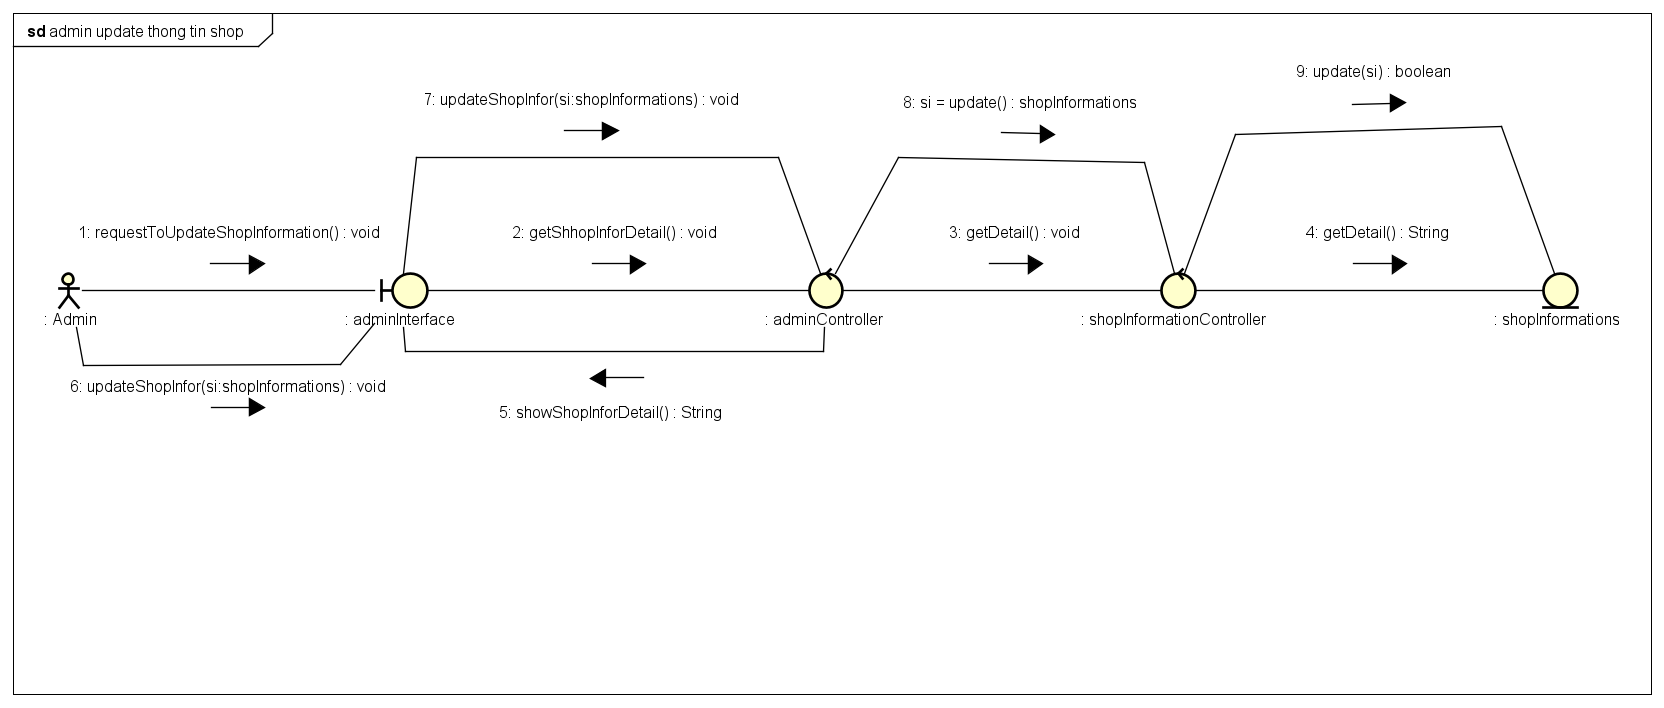 sd admin update thong tin shop
9: update(si) : boolean
7: updateShopInfor(si:shopInformations) : void
8: si = update() : shopInformations
1: requestToUpdateShopInformation() : void
2: getShhopInforDetail() : void
3: getDetail() : void
4: getDetail() : String
: Admin
: adminInterface
: adminController
: shopInformationController
: shopInformations
6: updateShopInfor(si:shopInformations) : void
5: showShopInforDetail() : String